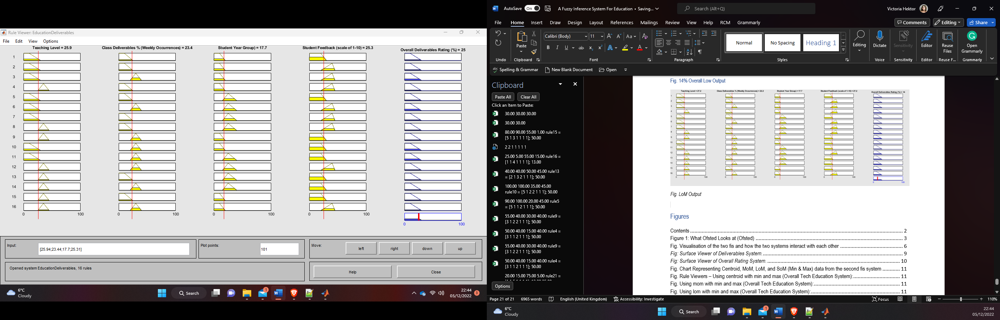 Rule Viewer: EducationDeliverables
File Edit View Options
Teaching Level = 25.9
Class Deliverables % (Weekly Occurrences) = 23.4
Student Year Group) = 17.7
Student Feedback (scale of 1-10) = 25.3
Overall Deliverables Rating (%) = 25
1
2
3
4
5
6
7
8
9
10
11
12
13
14
15
16
0 100
0 100
0 100
0 100
0 100
Input:
[25.94;23.44;17.7;25.31]
Plot points:
101
Move:
left right down up
Opened system EducationDeliverables, 16 rules
Help Close
6°C
Cloudy
Search
1
22:44
05/12/2022
3
AutoSave On
A Fuzzy Inference System For Education • Saving...
Search (Alt+Q)
Victoria Hektor
File Home Insert Draw Design Layout References Mailings Review View Help RCM Grammarly
Comments Editing Share
Undo
Paste
Clipboard
Calibri (Body) 11
Font
Paragraph
Normal
No Spacing
Heading 1
Styles
Editing
Dictate
Voice
Sensitivity
Sensitivity
Editor
Editor
Reuse Files
Reuse F...
Open Grammarly
Grammarly
Spelling & Grammar New Blank Document Open
Clipboard
Paste All Clear All
Click an Item to Paste:
30.00 30.00 30.00
30.00 30.00
80.00 90.00 55.00 1.00 rule15 =
[5 1 3 1 1 1 1]; 50.00
2 2 1 1 1 1 1
25.00 5.00 55.00 15.00 rule16 =
[1 1 4 1 1 1 1]; 13.00
40.00 40.00 50.00 45.00 rule13
= [2 1 3 2 1 1 1]; 50.00
100.00 100.00 35.00 45.00
rule10 = [5 1 2 2 1 1 1]; 50.00
90.00 100.00 20.00 45.00 rule5
= [5 1 1 2 1 1 1]; 50.00
55.00 40.00 30.00 40.00 rule9 =
[3 1 2 2 1 1 1]; 50.00
50.00 40.00 15.00 40.00 rule4 =
[3 1 1 2 1 1 1]; 50.00
55.00 40.00 30.00 40.00 rule9 =
[3 1 2 2 1 1 1]; 50.00
50.00 40.00 15.00 40.00 rule4 =
[3 1 1 2 1 1 1]; 50.00
20.00 15.00 75.00 5.00 rule21 =
Options
Fig. 14% Overall Low Output
Teaching Level = 27.2
Class Deliverables % (Weekly Occurrences) = 22.2
Student Year Group) = 17.7
Student Feedback (scale of 1-10) = 27.2
Overall Deliverables Rating (%) = 14
Fig. LoM Output
Figures
Contents ........ 2
Figure 1: What Ofsted Looks at (Ofsted) ........ 3
Fig. Visualisation of the two fis and how the two systems interact with each other ........ 6
Fig: Surface Viewer of Deliverables System. ........ 9
Fig: Surface Viewer of Overall Rating System. ........ 10
Fig. Chart Representing Centroid, MoM, LoM, and SoM (Min & Max) data from the second fis system ........ 11
Fig. Rule Viewers – Using centroid with min and max (Overall Tech Education System): ........ 11
Fig. Using mom with min and max (Overall Tech Education System): ........ 11
Fig. Using lom with min and max (Overall Tech Education System): ........ 11
Page 21 of 21 6965 words English (United Kingdom) Accessibility: Investigate
Focus
110%
6°C
Cloudy
Search
1
22:44
05/12/2022